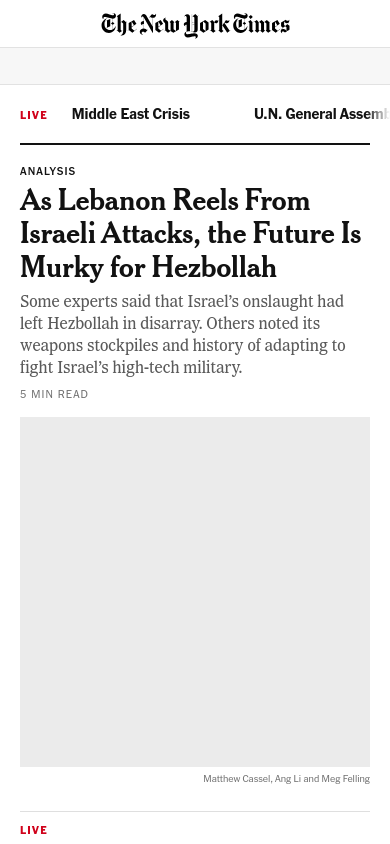 The New York Times
LIVE
Middle East Crisis
U.N. General Assemb
ANALYSIS
As Lebanon Reels From
Israeli Attacks, the Future Is
Murky for Hezbollah
Some experts said that Israel’s onslaught had
left Hezbollah in disarray. Others noted its
weapons stockpiles and history of adapting to
fight Israel’s high-tech military.
5 MIN READ
Matthew Cassel, Ang Li and Meg Felling
LIVE